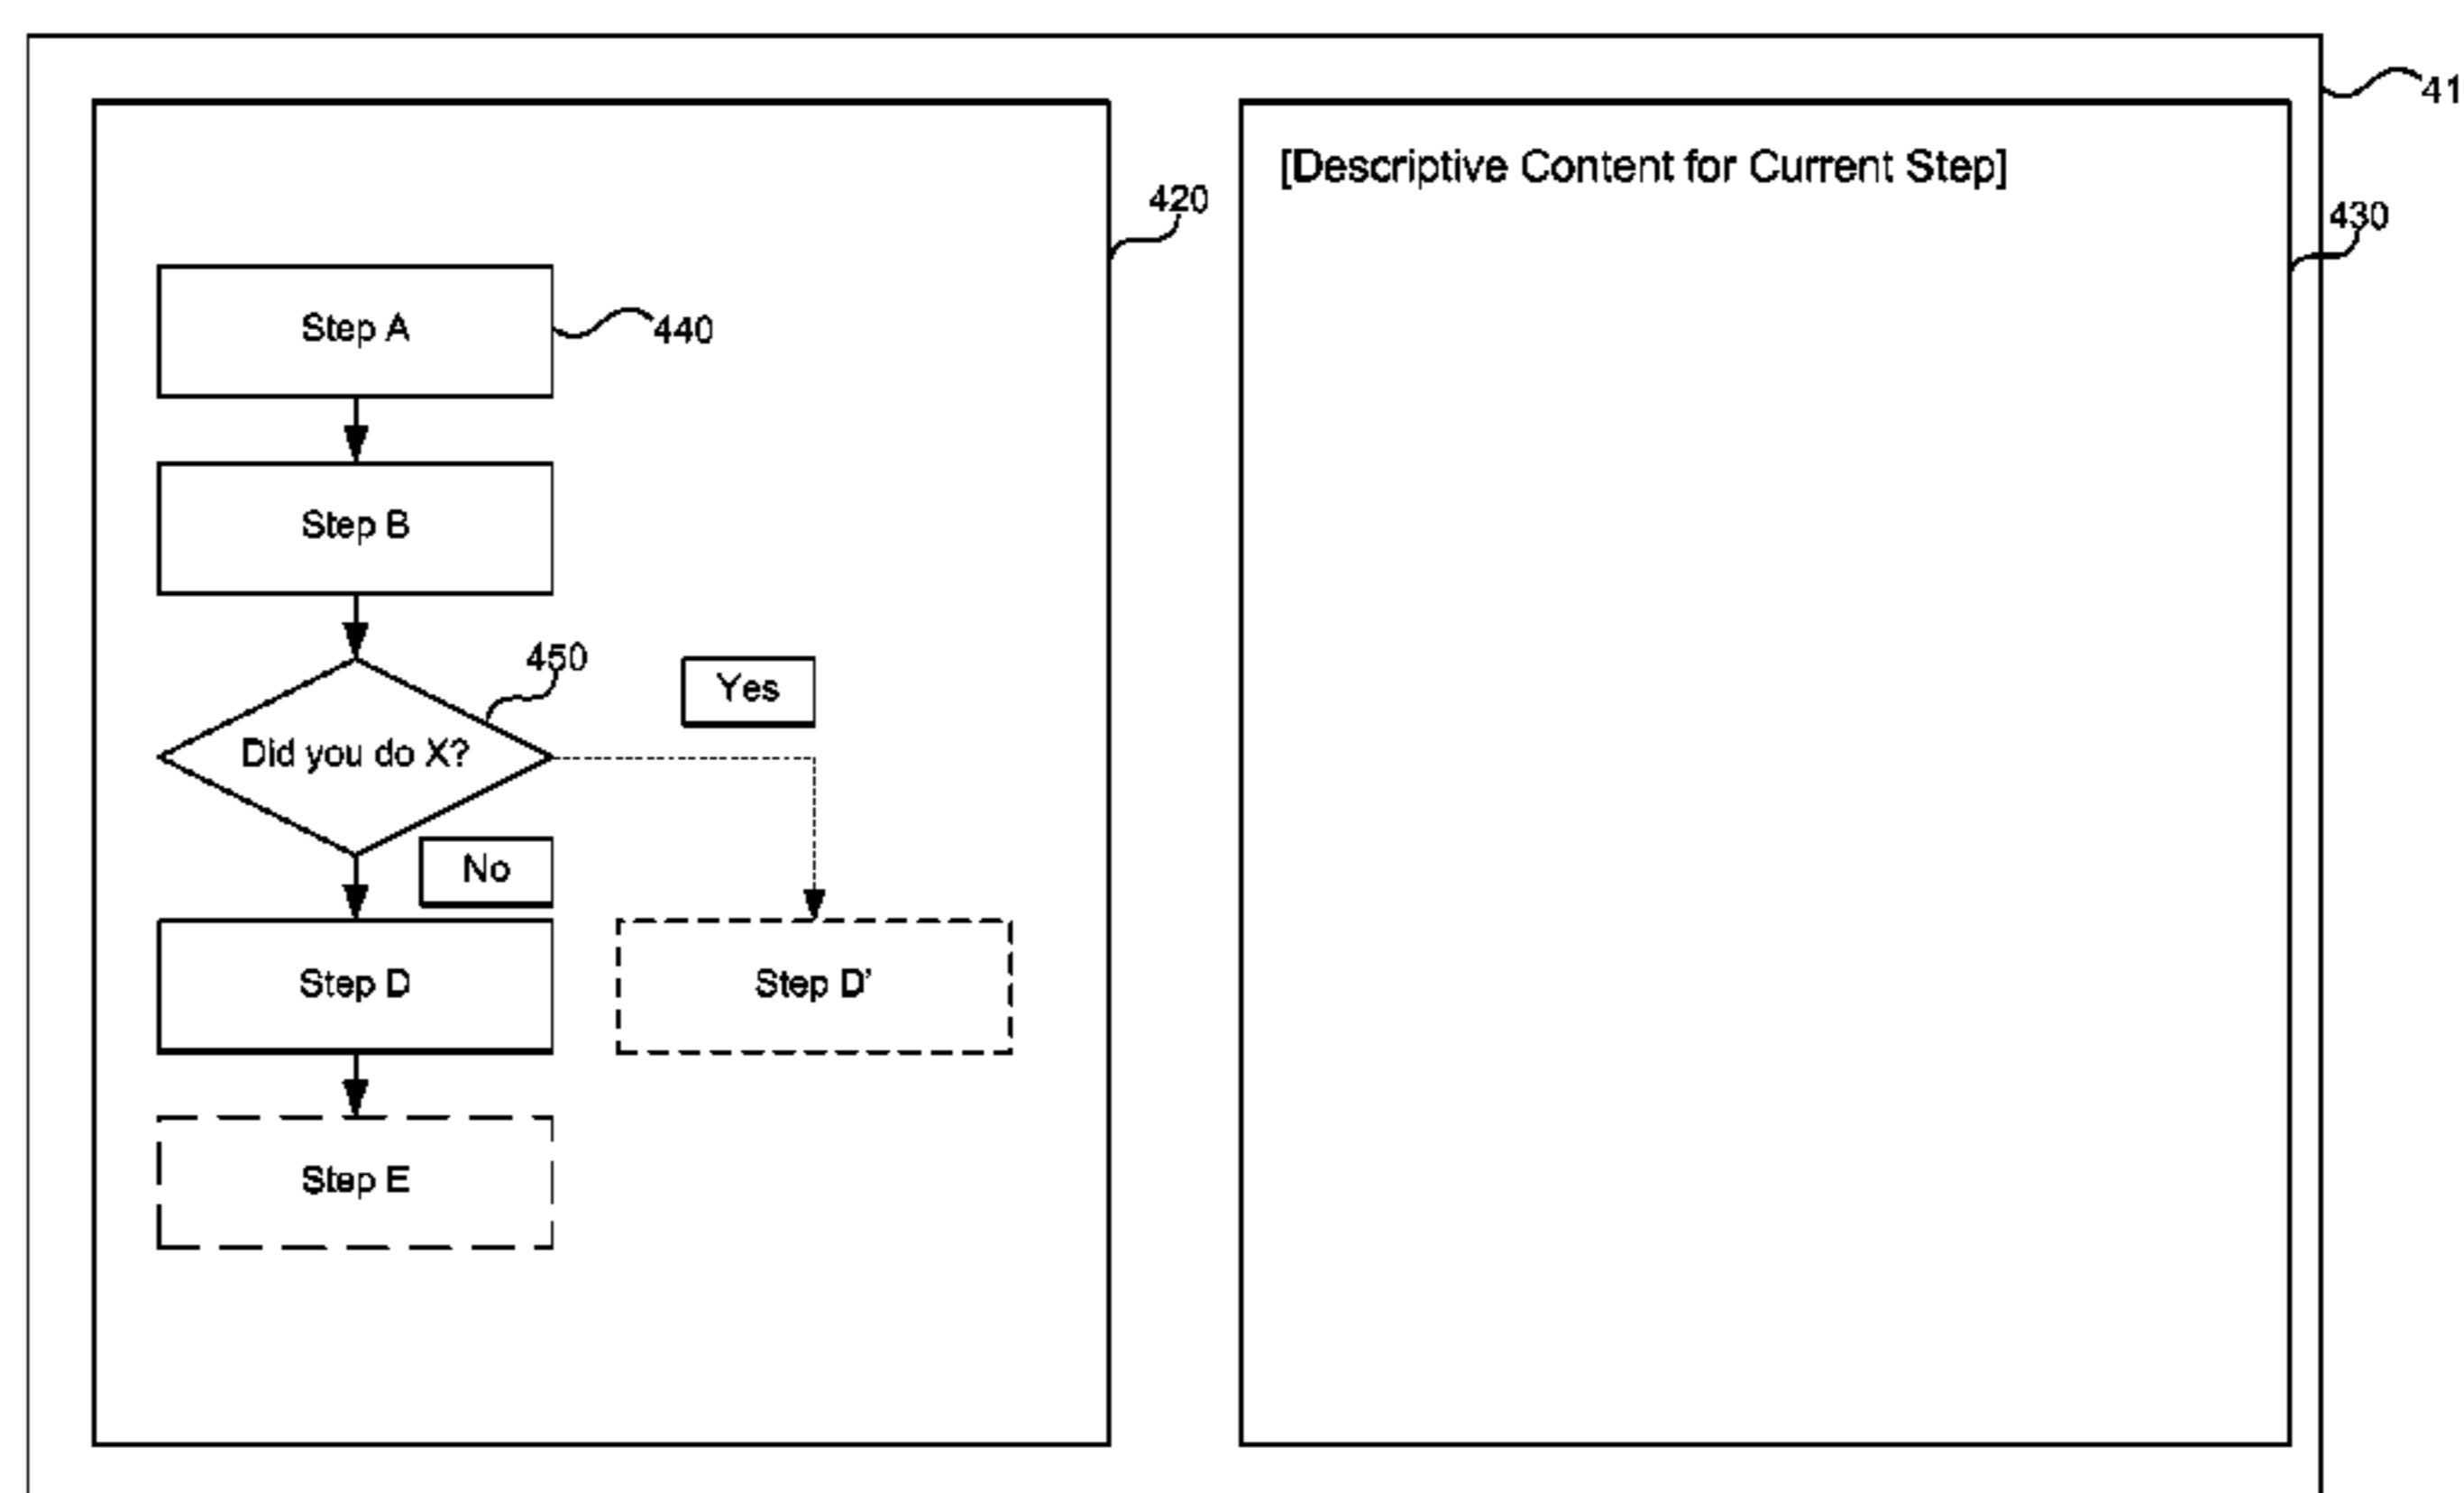 41
[Descriptive Content for Current Step]
420
430
Step A
440
Step B
450
Yes
Did you do X?
No
Step D
Step D'
Step E